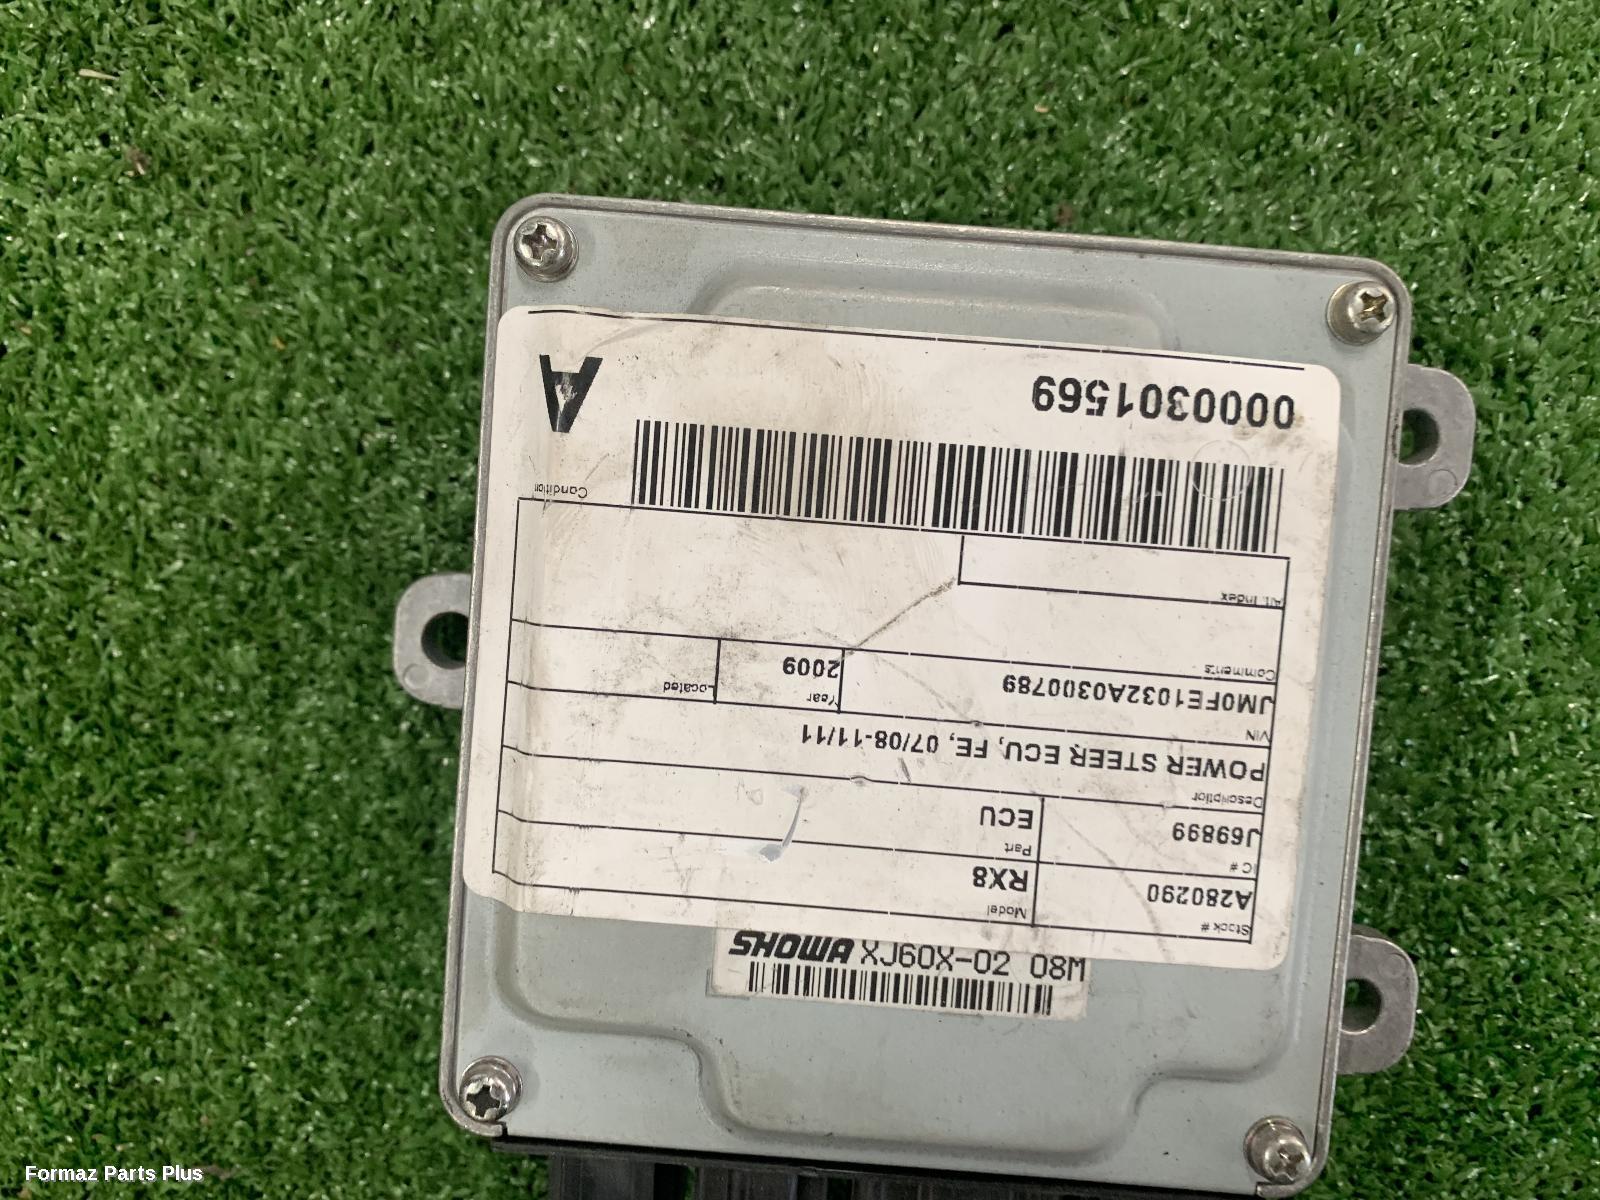 Stock #
A280290
Model
RX8
IC #
J69899
Part
ECU
Description
POWER STEER ECU, FE, 07/08-11/11
VIN
JM0FE1032A0300789
Year
2009
Located
Comments
Alt. Index
Condition
A
0000301569
SHOWA XJ60X-02 08M
Formaz Parts Plus